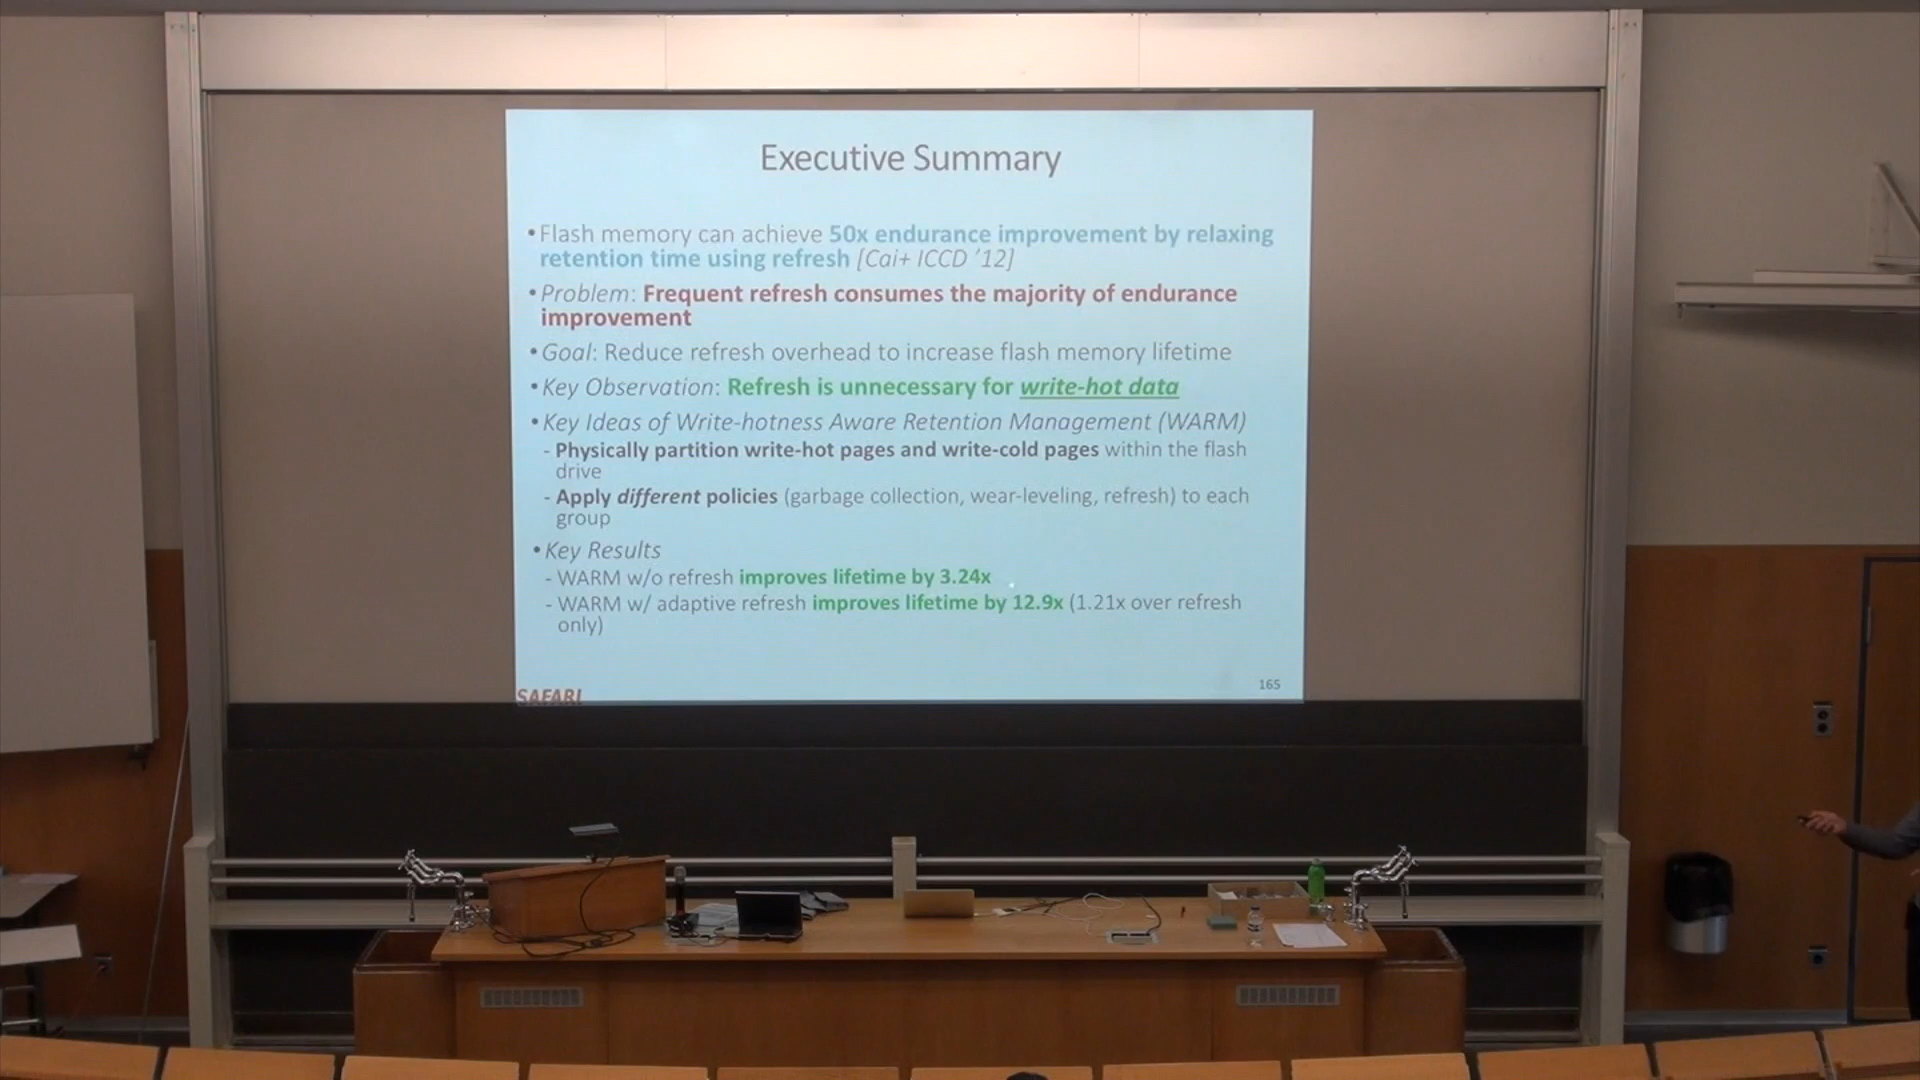 Executive Summary
•Flash memory can achieve 50x endurance improvement by relaxing
retention time using refresh [Cai+ ICCD ’12]
•Problem: Frequent refresh consumes the majority of endurance
improvement
•Goal: Reduce refresh overhead to increase flash memory lifetime
•Key Observation: Refresh is unnecessary for write-hot data
•Key Ideas of Write-hotness Aware Retention Management (WARM)
- Physically partition write-hot pages and write-cold pages within the flash
drive
- Apply different policies (garbage collection, wear-leveling, refresh) to each
group
•Key Results
- WARM w/o refresh improves lifetime by 3.24x
- WARM w/ adaptive refresh improves lifetime by 12.9x (1.21x over refresh
only)
SAFARI
165